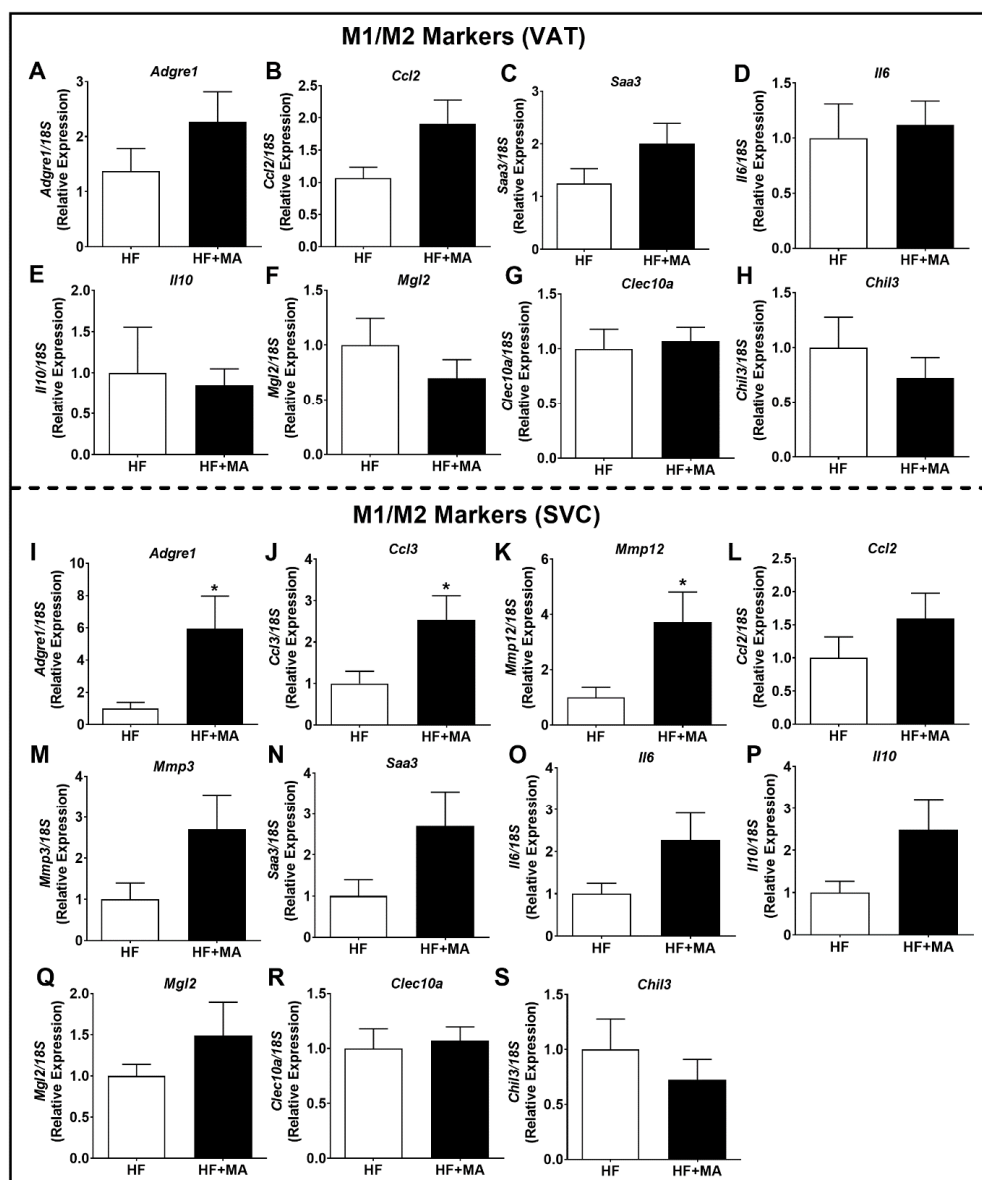 M1/M2 Markers (VAT)
A
Adgre1
Adgre1/18S
(Relative Expression)
3
2
1
0
HF
HF+MA
B
Ccl2
Ccl2/18S
(Relative Expression)
2.5
2.0
1.5
1.0
0.5
0.0
HF
HF+MA
C
Saa3
Saa3/18S
(Relative Expression)
3
2
1
0
HF
HF+MA
D
Il6
Il6/18S
(Relative Expression)
1.5
1.0
0.5
0.0
HF
HF+MA
E
Il10
Il10/18S
(Relative Expression)
2.0
1.5
1.0
0.5
0.0
HF
HF+MA
F
Mgl2
Mgl2/18S
(Relative Expression)
1.5
1.0
0.5
0.0
HF
HF+MA
G
Clec10a
Clec10a/18S
(Relative Expression)
1.5
1.0
0.5
0.0
HF
HF+MA
H
Chil3
Chil3/18S
(Relative Expression)
1.5
1.0
0.5
0.0
HF
HF+MA
M1/M2 Markers (SVC)
I
Adgre1
Adgre1/18S
(Relative Expression)
10
8
6
4
2
0
*
HF
HF+MA
J
Ccl3
Ccl3/18S
(Relative Expression)
4
3
2
1
0
*
HF
HF+MA
K
Mmp12
Mmp12/18S
(Relative Expression)
6
4
2
0
*
HF
HF+MA
L
Ccl2
Ccl2/18S
(Relative Expression)
2.5
2.0
1.5
1.0
0.5
0.0
HF
HF+MA
M
Mmp3
Mmp3/18S
(Relative Expression)
4
3
2
1
0
HF
HF+MA
N
Saa3
Saa3/18S
(Relative Expression)
4
3
2
1
0
HF
HF+MA
O
Il6
Il6/18S
(Relative Expression)
4
3
2
1
0
HF
HF+MA
P
Il10
Il10/18S
(Relative Expression)
4
3
2
1
0
HF
HF+MA
Q
Mgl2
Mgl2/18S
(Relative Expression)
2.0
1.5
1.0
0.5
0.0
HF
HF+MA
R
Clec10a
Clec10a/18S
(Relative Expression)
1.5
1.0
0.5
0.0
HF
HF+MA
S
Chil3
Chil3/18S
(Relative Expression)
1.5
1.0
0.5
0.0
HF
HF+MA